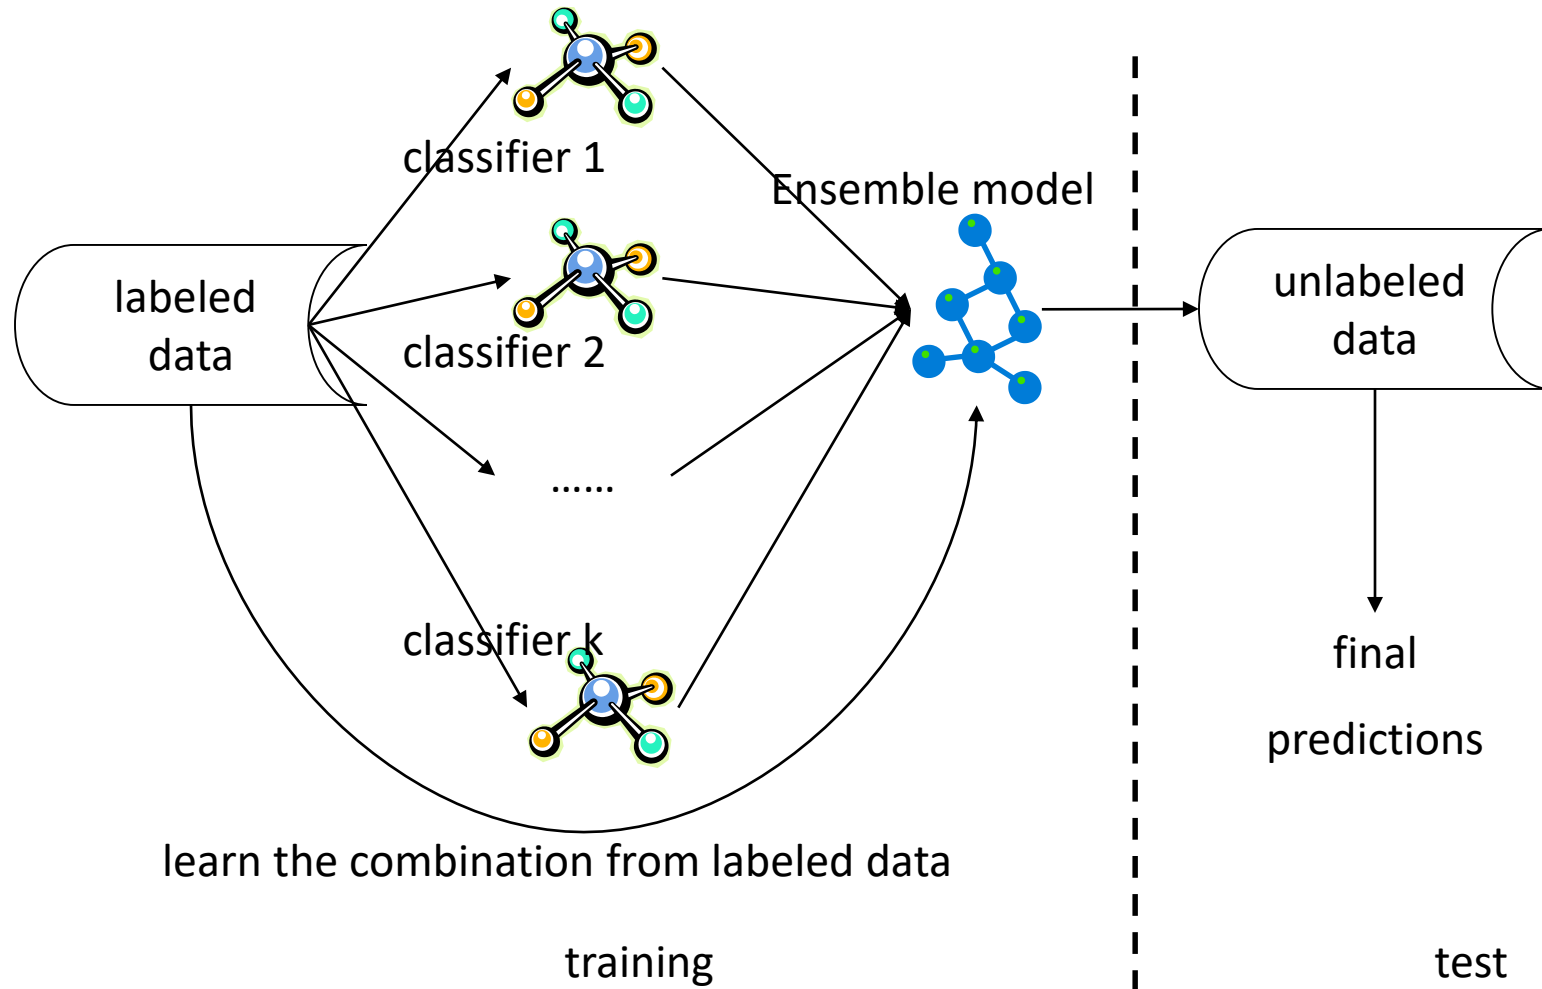 classifier 1
Ensemble model
labeled
data
classifier 2
unlabeled
data
......
classifier k
final
predictions
learn the combination from labeled data
training
test